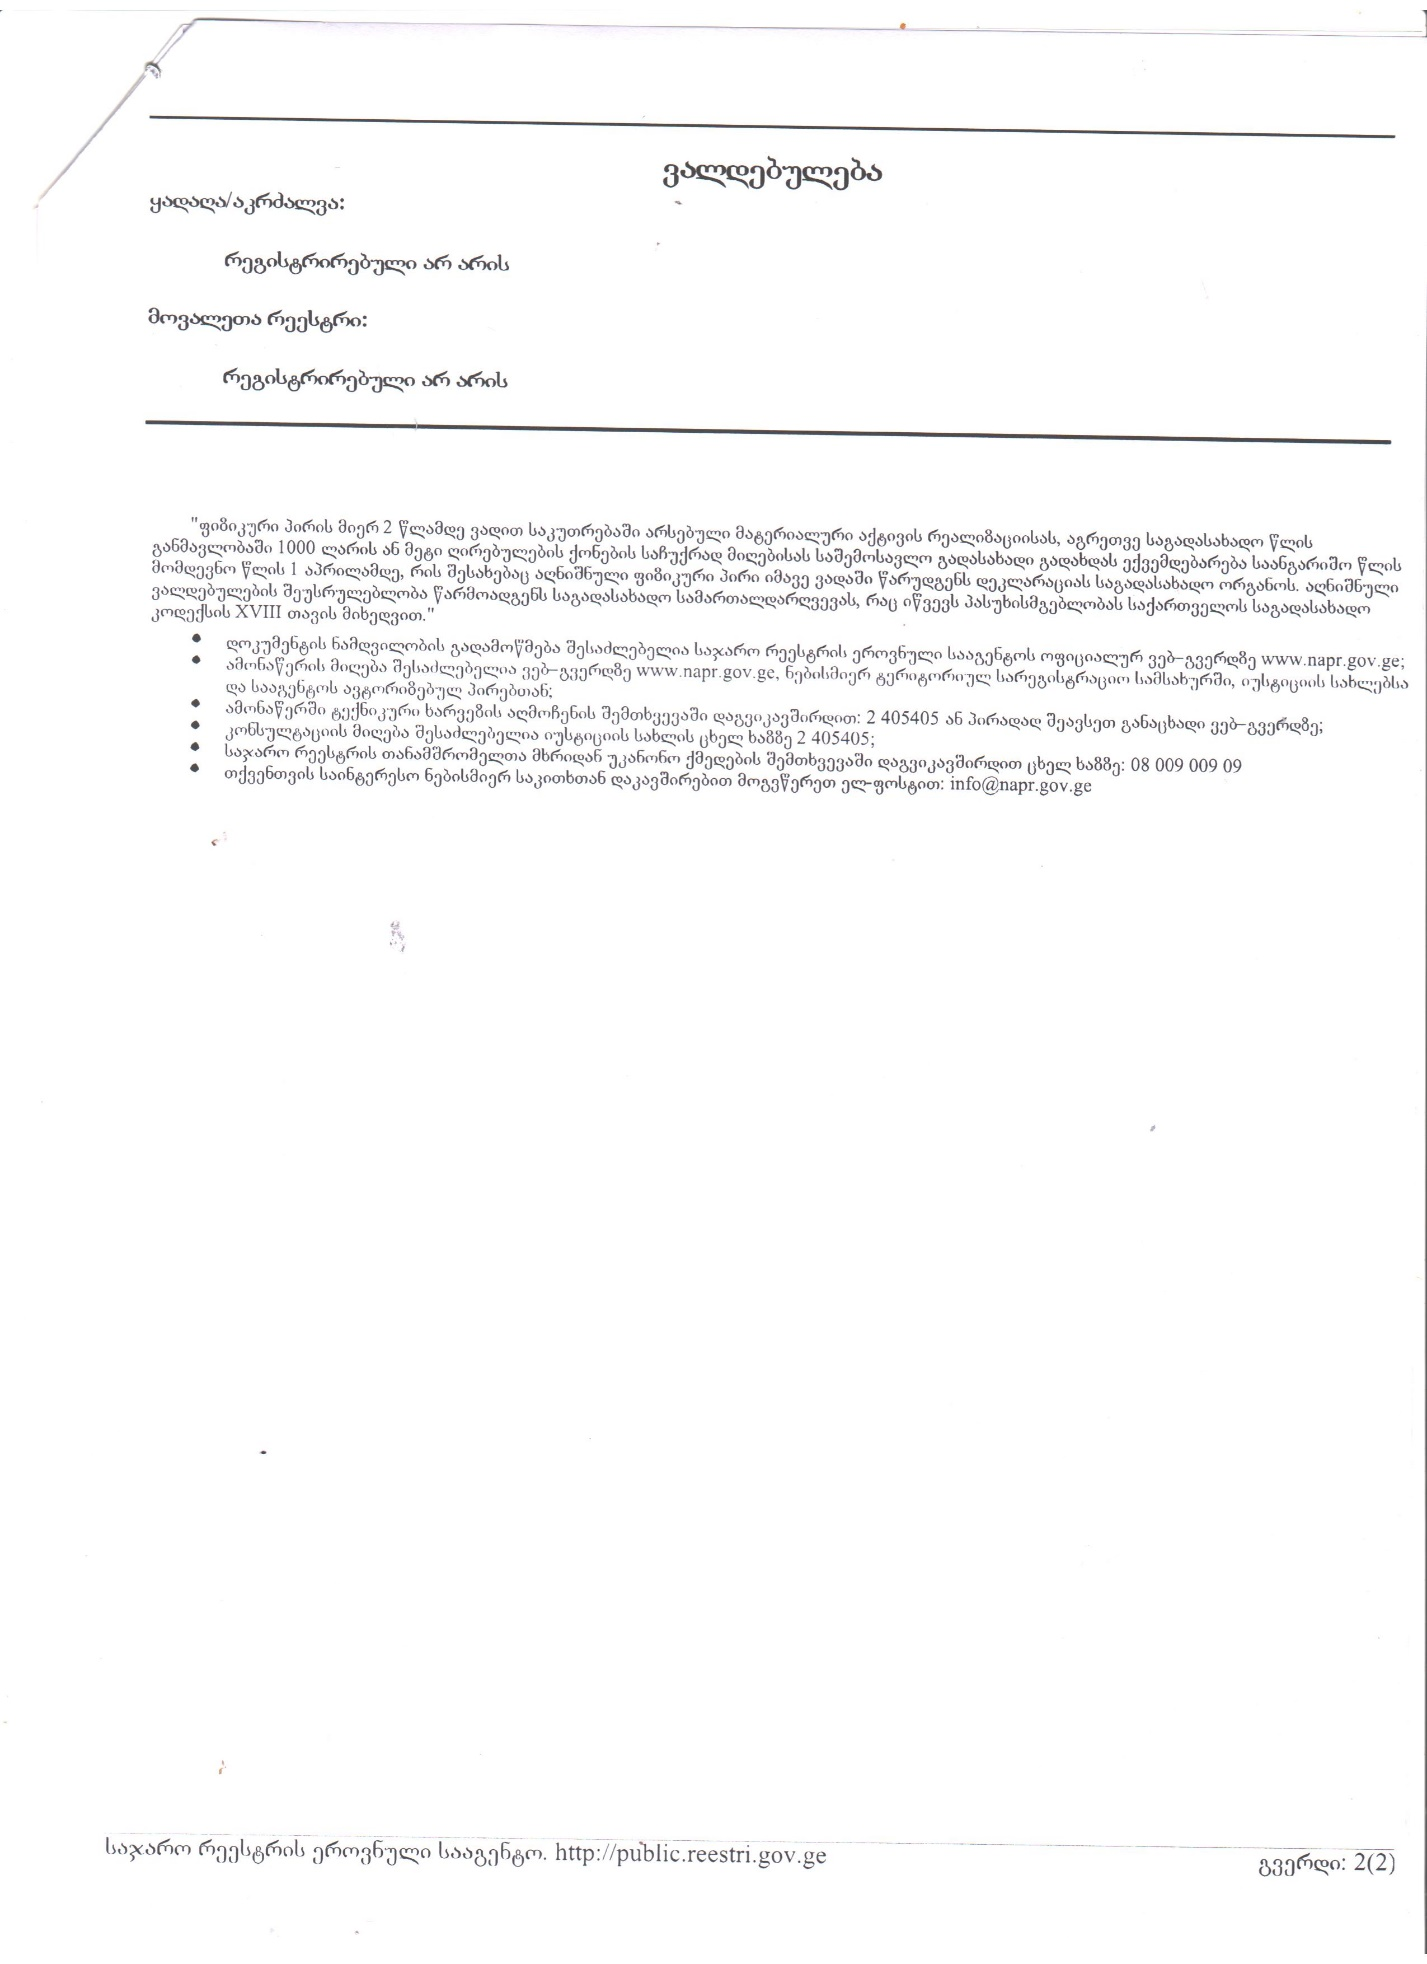 ვალდებულება
ყადაღა/აკრძალვა:
რეგისტრირებული არ არის
მოვალეთა რეესტრი:
რეგისტრირებული არ არის
"ფიზიკური პირის მიერ 2 წლამდე ვადით საკუთრებაში არსებული მატერიალური აქტივის რეალიზაციისას, აგრეთვე საგადასახადო წლის
განმავლობაში 1000 ლარის ან მეტი ღირებულების ქონების საჩუქრად მიღებისას საშემოსავლო გადასახადი გადახდას ექვემდებარება საანგარიშო წლის
მომდევნო წლის 1 აპრილამდე, რის შესახებაც აღნიშნული ფიზიკური პირი იმავე ვადაში წარუდგენს დეკლარაციას საგადასახადო ორგანოს. აღნიშნული
ვალდებულების შეუსრულებლობა წარმოადგენს საგადასახადო სამართალდარღვევას, რაც იწვევს პასუხისმგებლობას საქართველოს საგადასახადო
კოდექსის XVIII თავის მიხედვით."
• დოკუმენტის ნამდვილობის გადამოწმება შესაძლებელია საჯარო რეესტრის ეროვნული სააგენტოს ოფიციალურ ვებ-გვერდზე www.napr.gov.ge;
• ამონაწერის მიღება შესაძლებელია ვებ-გვერდზე www.napr.gov.ge, ნებისმიერ ტერიტორიულ სარეგისტრაციო სამსახურში, იუსტიციის სახლებსა
და სააგენტოს ავტორიზებულ პირებთან;
• ამონაწერში ტექნიკური ხარვეზის აღმოჩენის შემთხვევაში დაგვიკავშირდით: 2 405405 ან პირადად შეავსეთ განაცხადი ვებ-გვერდზე;
• კონსულტაციის მიღება შესაძლებელია იუსტიციის სახლის ცხელ ხაზზე 2 405405;
• საჯარო რეესტრის თანამშრომელთა მხრიდან უკანონო ქმედების შემთხვევაში დაგვიკავშირდით ცხელ ხაზზე: 08 009 009 09
• თქვენთვის საინტერესო ნებისმიერ საკითხთან დაკავშირებით მოგვწერეთ ელ-ფოსტით: info@napr.gov.ge
საჯარო რეესტრის ეროვნული სააგენტო. http://public.reestri.gov.ge
გვერდი: 2(2)